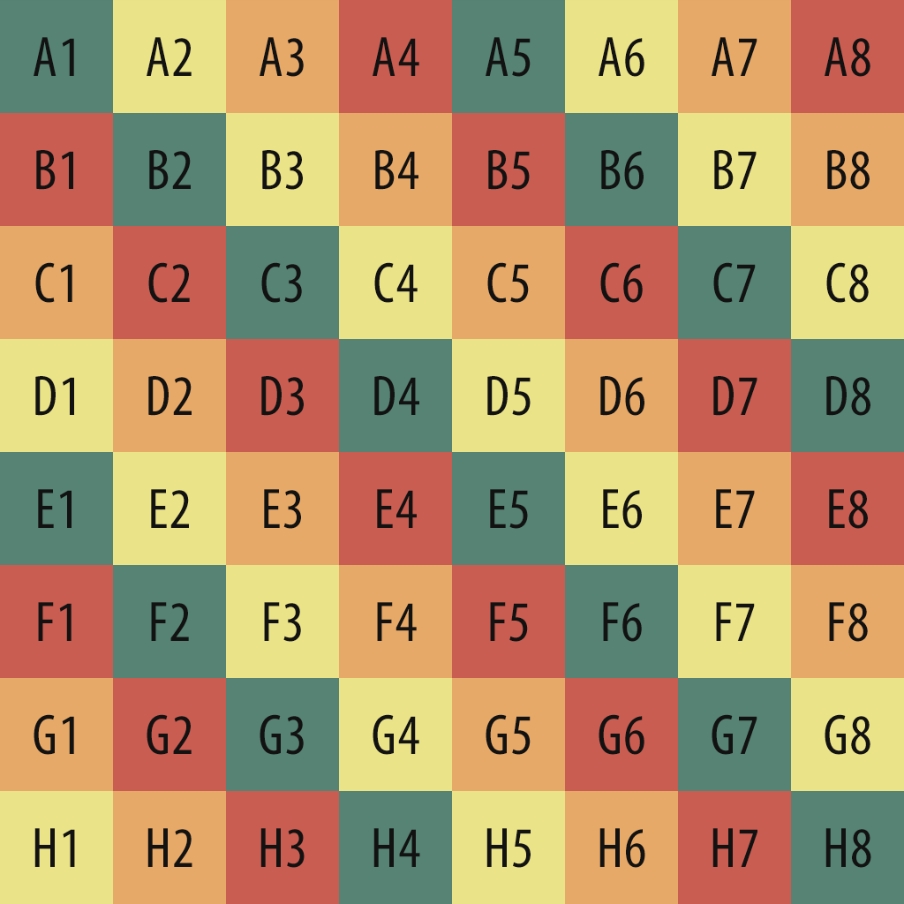 A1 A2 A3 A4 A5 A6 A7 A8
B1 B2 B3 B4 B5 B6 B7 B8
C1 C2 C3 C4 C5 C6 C7 C8
D1 D2 D3 D4 D5 D6 D7 D8
E1 E2 E3 E4 E5 E6 E7 E8
F1 F2 F3 F4 F5 F6 F7 F8
G1 G2 G3 G4 G5 G6 G7 G8
H1 H2 H3 H4 H5 H6 H7 H8